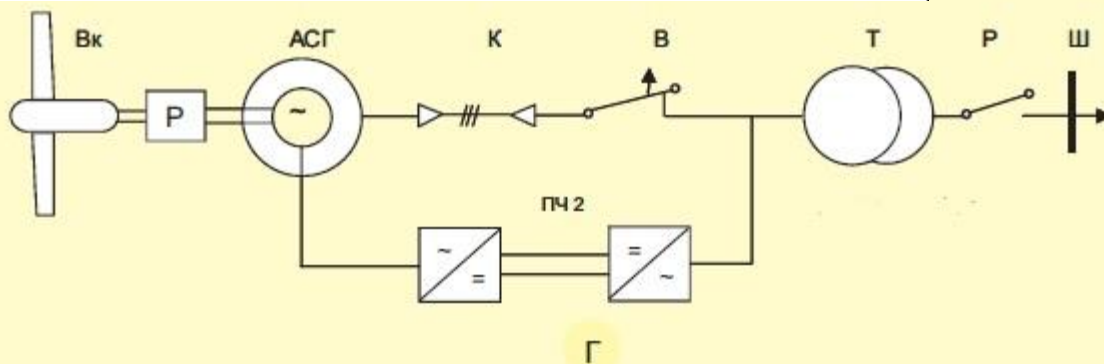 Вк АСГ К В Т Р Ш
Р ~
ПЧ 2
~ = = ~
Г